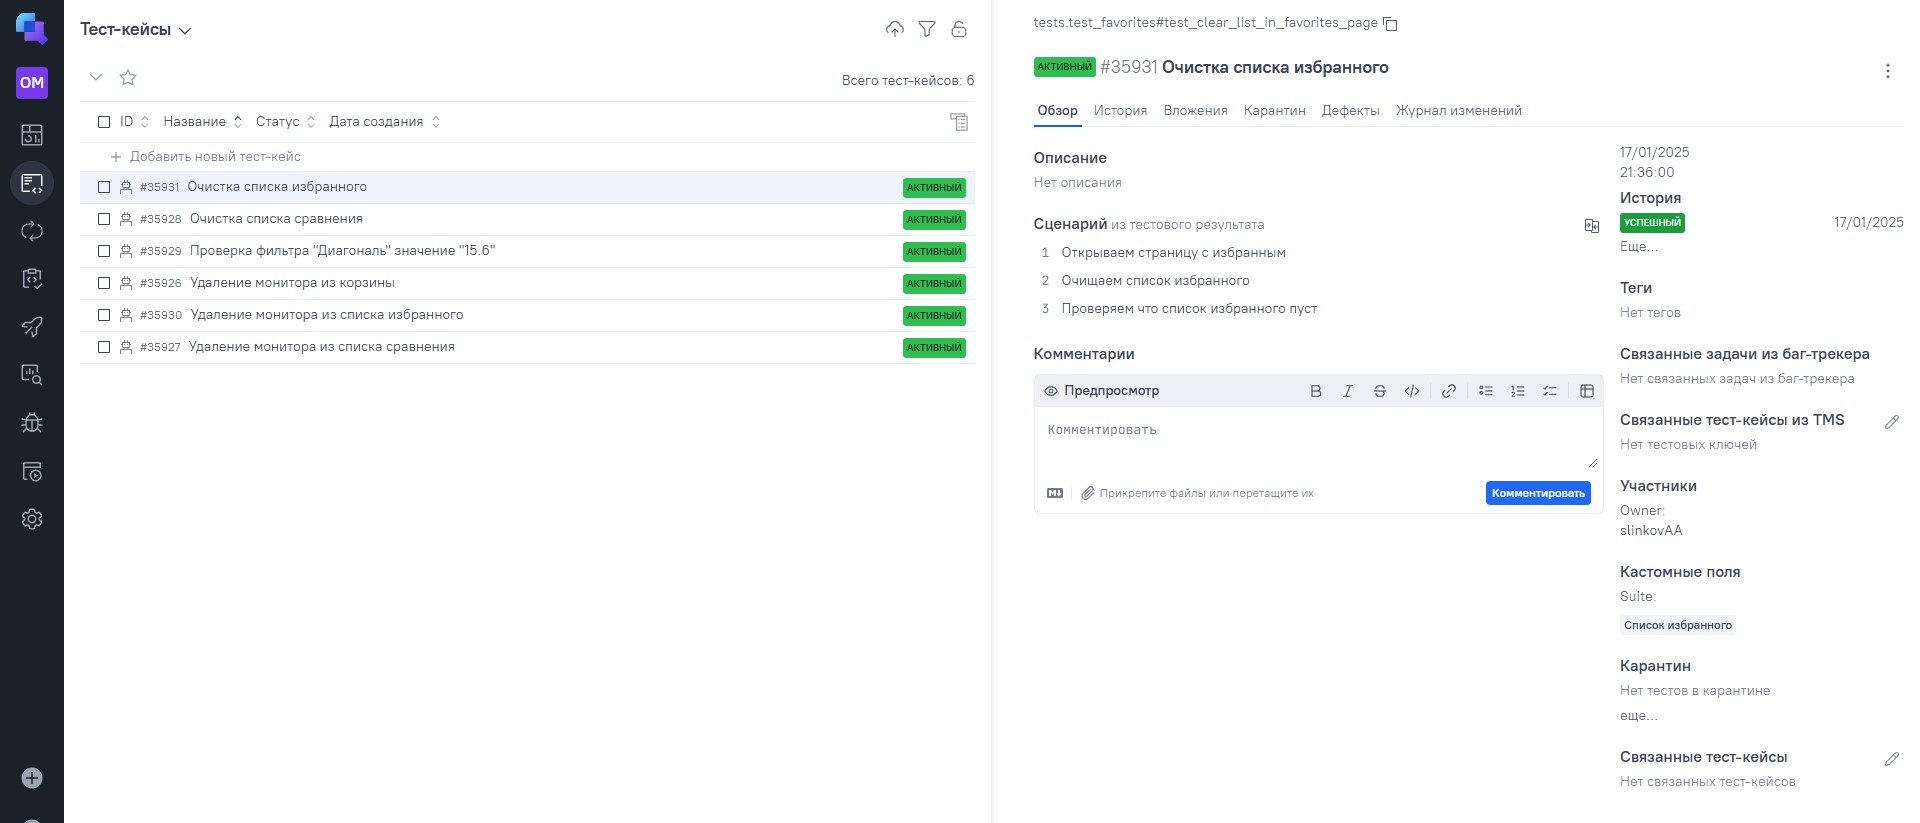 Тест-кейсы
OM
Всего тест-кейсов: 6
ID Название Статус Дата создания
Добавить новый тест-кейс
#35931 Очистка списка избранного АКТИВНЫЙ
#35928 Очистка списка сравнения АКТИВНЫЙ
#35929 Проверка фильтра "Диагональ" значение "15.6" АКТИВНЫЙ
#35926 Удаление монитора из корзины АКТИВНЫЙ
#35930 Удаление монитора из списка избранного АКТИВНЫЙ
#35927 Удаление монитора из списка сравнения АКТИВНЫЙ
tests.test_favorites#test_clear_list_in_favorites_page
АКТИВНЫЙ #35931 Очистка списка избранного
Обзор История Вложения Карантин Дефекты Журнал изменений
Описание
Нет описания
Сценарий из тестового результата
1 Открываем страницу с избранным
2 Очищаем список избранного
3 Проверяем что список избранного пуст
Комментарии
Предпросмотр
Комментировать
Прикрепите файлы или перетащите их
Комментировать
17/01/2025
21:36:00
История
УСПЕШНЫЙ 17/01/2025
Еще...
Теги
Нет тегов
Связанные задачи из баг-трекера
Нет связанных задач из баг-трекера
Связанные тест-кейсы из TMS
Нет тестовых ключей
Участники
Owner:
slinkovAA
Кастомные поля
Suite:
Список избранного
Карантин
Нет тестов в карантине
еще...
Связанные тест-кейсы
Нет связанных тест-кейсов